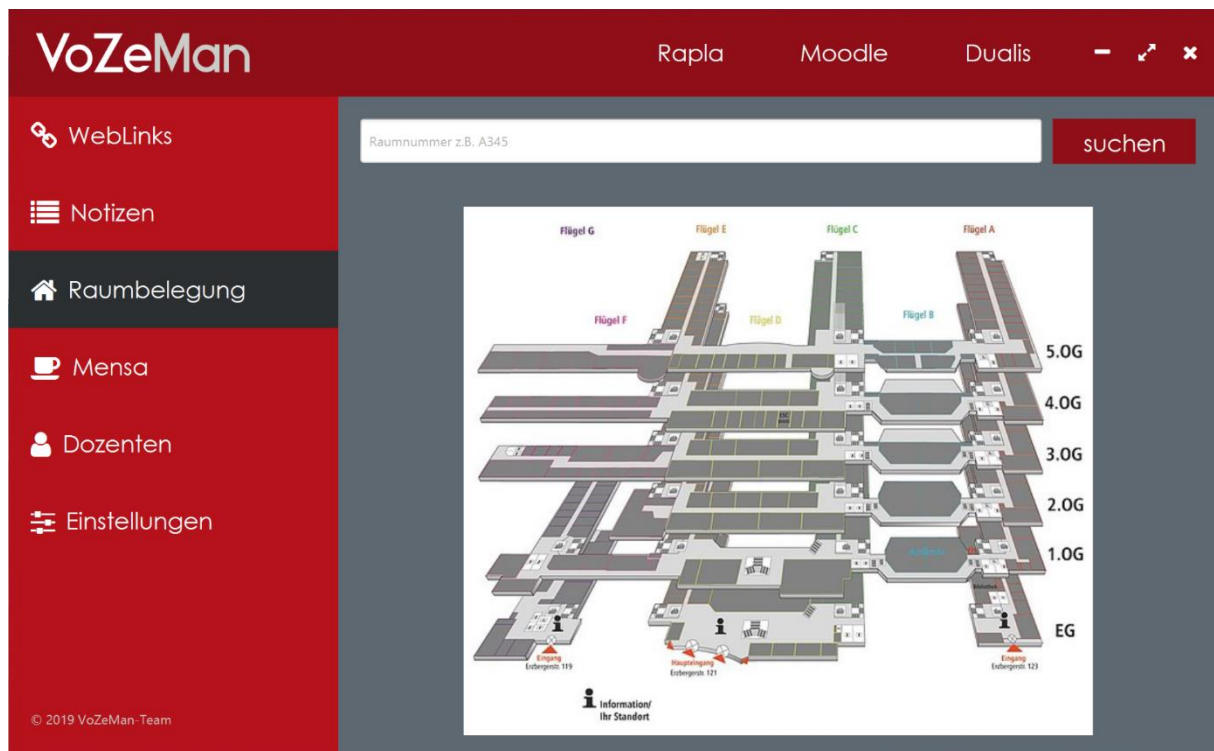 VoZeMan
Rapla Moodle Dualis
WebLinks
Notizen
Raumbelegung
Mensa
Dozenten
Einstellungen
© 2019 VoZeMan-Team
Raumnummer z.B. A345
suchen
Flügel G Flügel E Flügel C Flügel A
Flügel F Flügel D Flügel B
5.OG
4.OG
3.OG
2.OG
1.OG
Bibliothek
EG
Eingang
Erzbergerstr. 119
Haupteingang
Erzbergerstr. 121
Eingang
Erzbergerstr. 123
i Information/
Ihr Standort